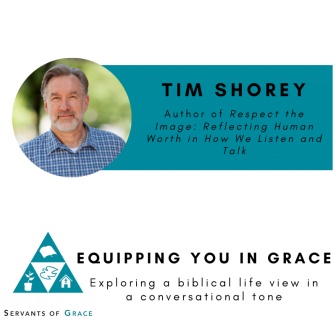 TIM SHOREY
Author of Respect the
Image: Reflecting Human
Worth in How We Listen and
Talk
EQUIPPING YOU IN GRACE
Exploring a biblical life view in
a conversational tone
SERVANTS OF GRACE